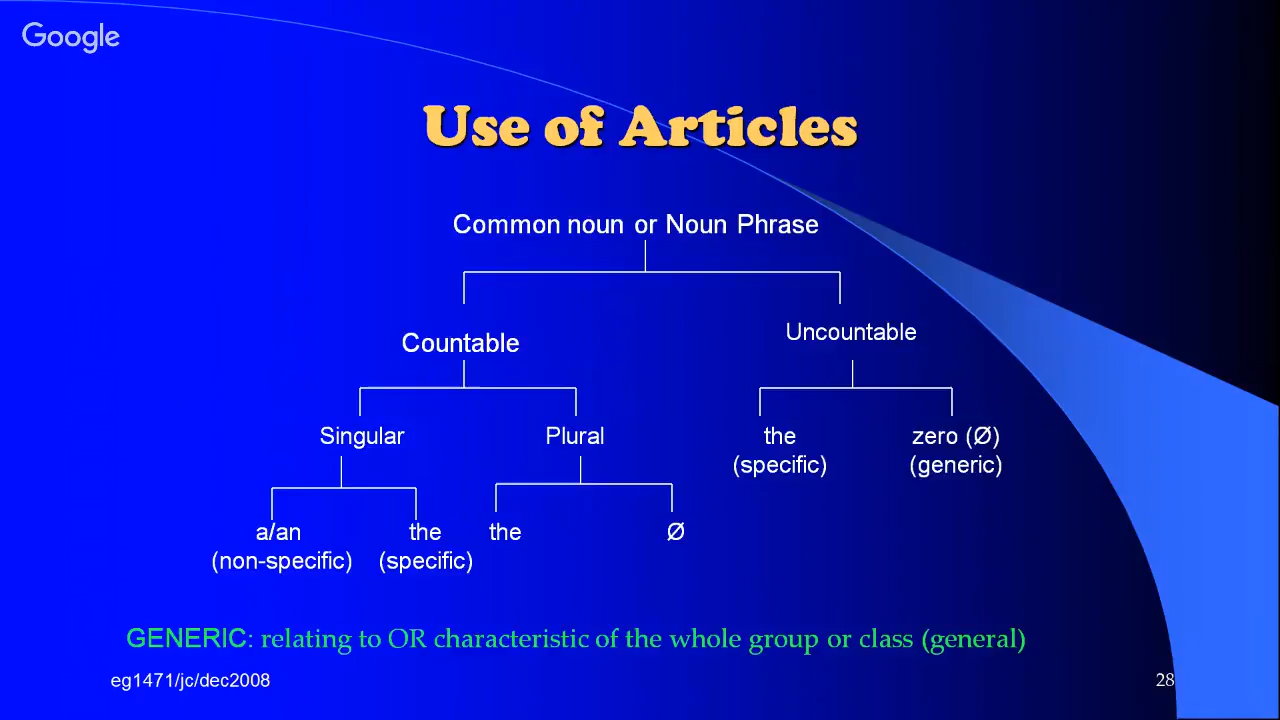 Google
Use of Articles
Common noun or Noun Phrase
Countable
Uncountable
Singular
Plural
the
(specific)
zero (Ø)
(generic)
a/an
(non-specific)
the
(specific)
the
Ø
GENERIC: relating to OR characteristic of the whole group or class (general)
eg1471/jc/dec2008
28